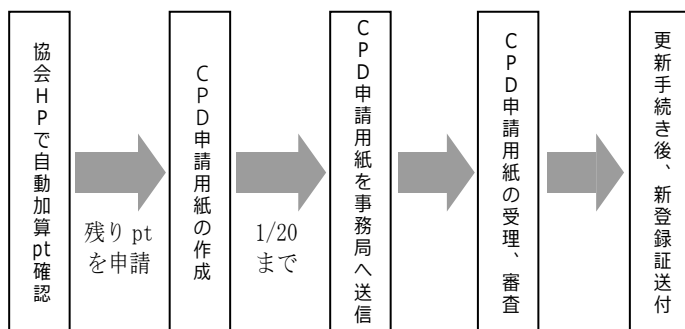 協会HPで自動加算pt確認
残り pt
を申請
CPD申請用紙の作成
1/20
まで
CPD申請用紙を事務局へ送信
CPD申請用紙の受理、審査
更新手続き後、新登録証送付